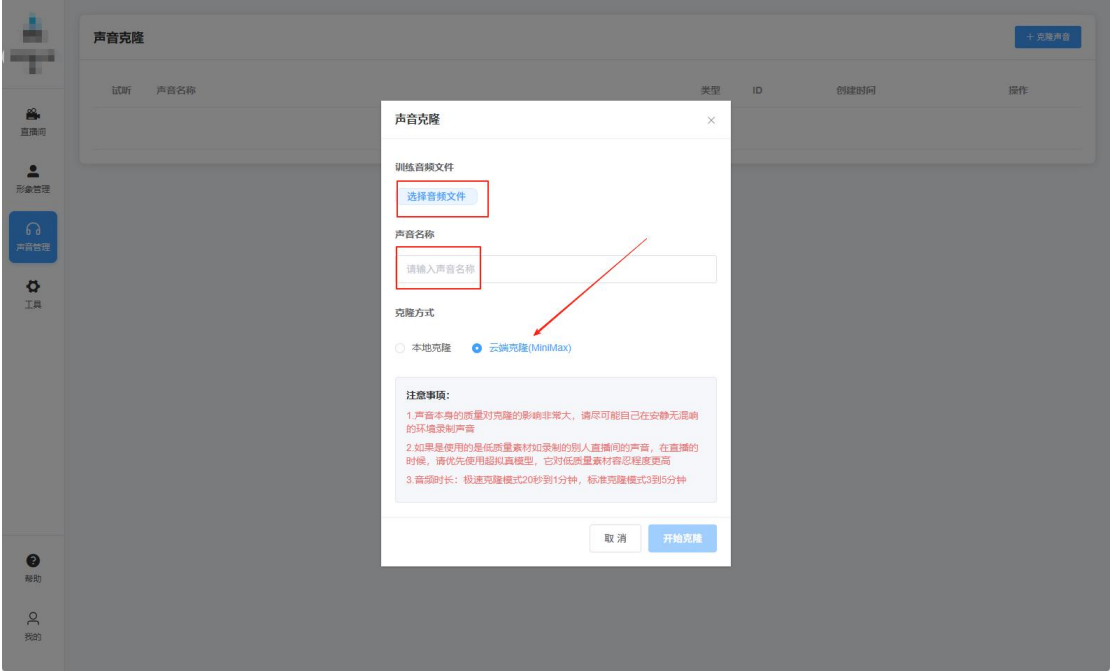 声音克隆
+ 克隆声音
试听 声音名称 类型 ID 创建时间 操作
直播间
形象管理
声音管理
工具
帮助
我的
声音克隆
训练音频文件
选择音频文件
声音名称
请输入声音名称
克隆方式
本地克隆 云端克隆(MiniMax)
注意事项：
1.声音本身的质量对克隆的影响非常大，请尽可能自己在安静无混响
的环境录制声音
2.如果是使用的是低质量素材如录制的别人直播间的声音，在直播的
时候，请优先使用超拟真模型，它对低质量素材容忍程度更高
3.音频时长：极速克隆模式20秒到1分钟，标准克隆模式3到5分钟
取 消 开始克隆